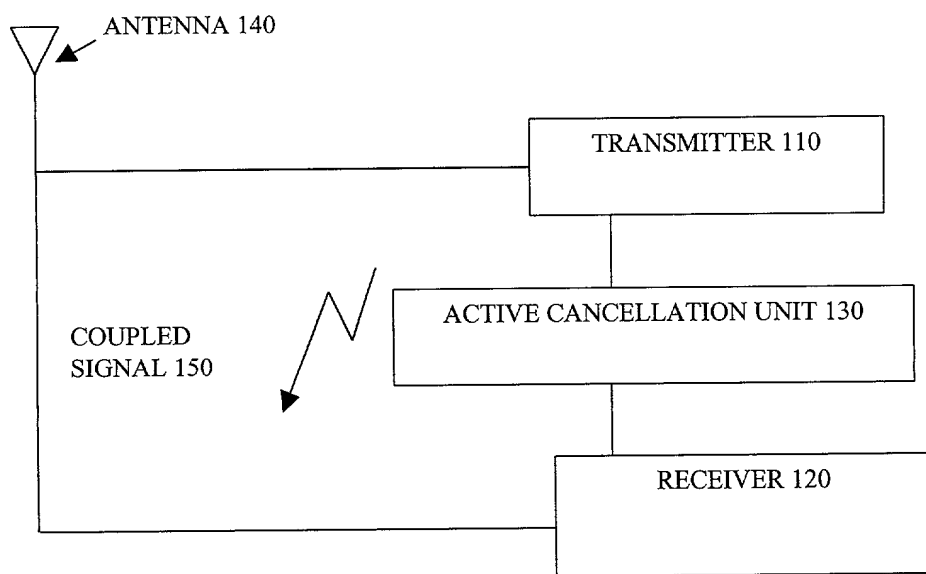 ANTENNA 140
TRANSMITTER 110
ACTIVE CANCELLATION UNIT 130
COUPLED
SIGNAL 150
RECEIVER 120